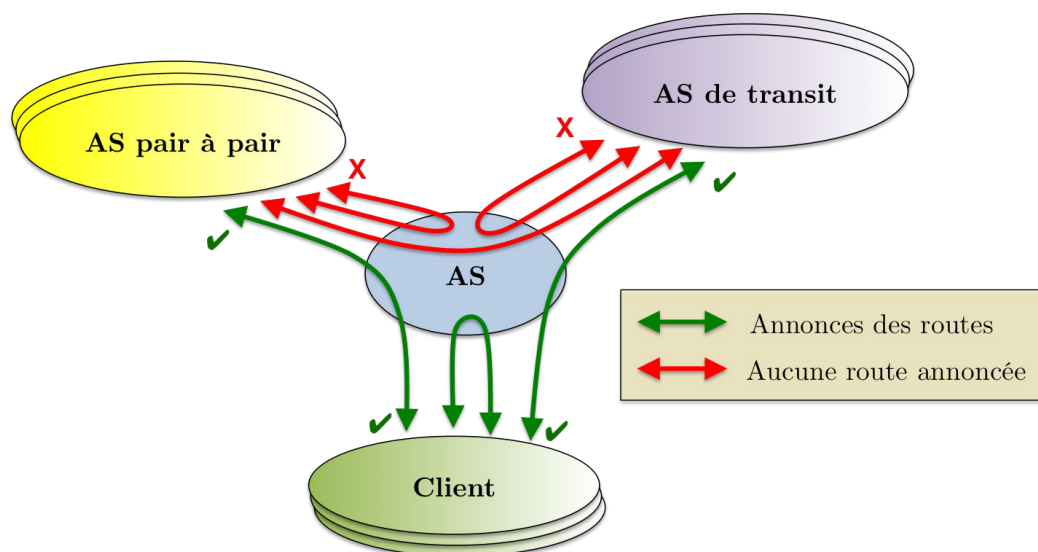 AS de transit
AS pair à pair
X
X
✔
✔
AS
Annonces des routes
Aucune route annoncée
✔
✔
Client